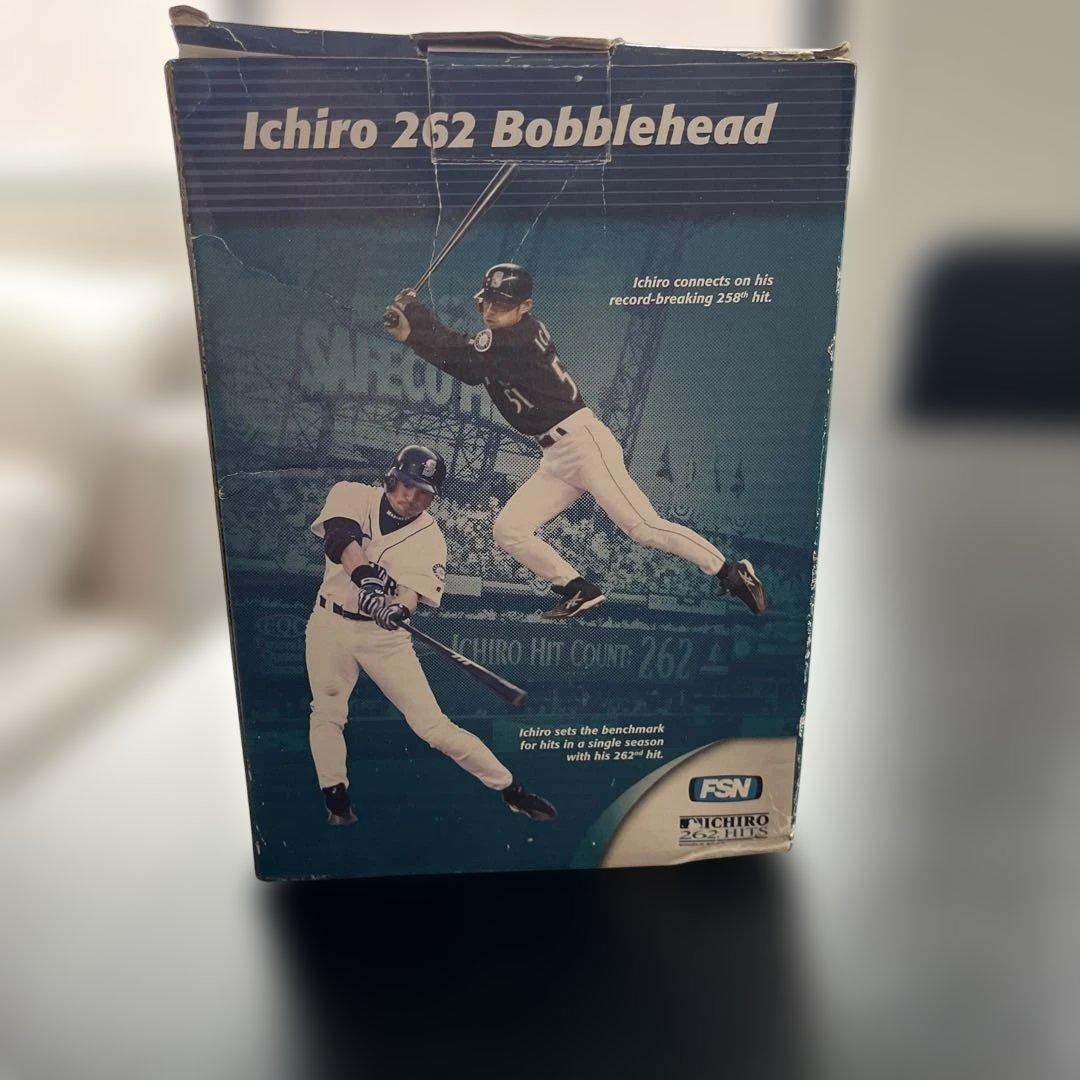 Ichiro 262 Bobblehead
Ichiro connects on his
record-breaking 258th hit.
SAFECO
51
ICHIRO HIT COUNT: 262
Ichiro sets the benchmark
for hits in a single season
with his 262nd hit.
FSN
ICHIRO
262 HITS